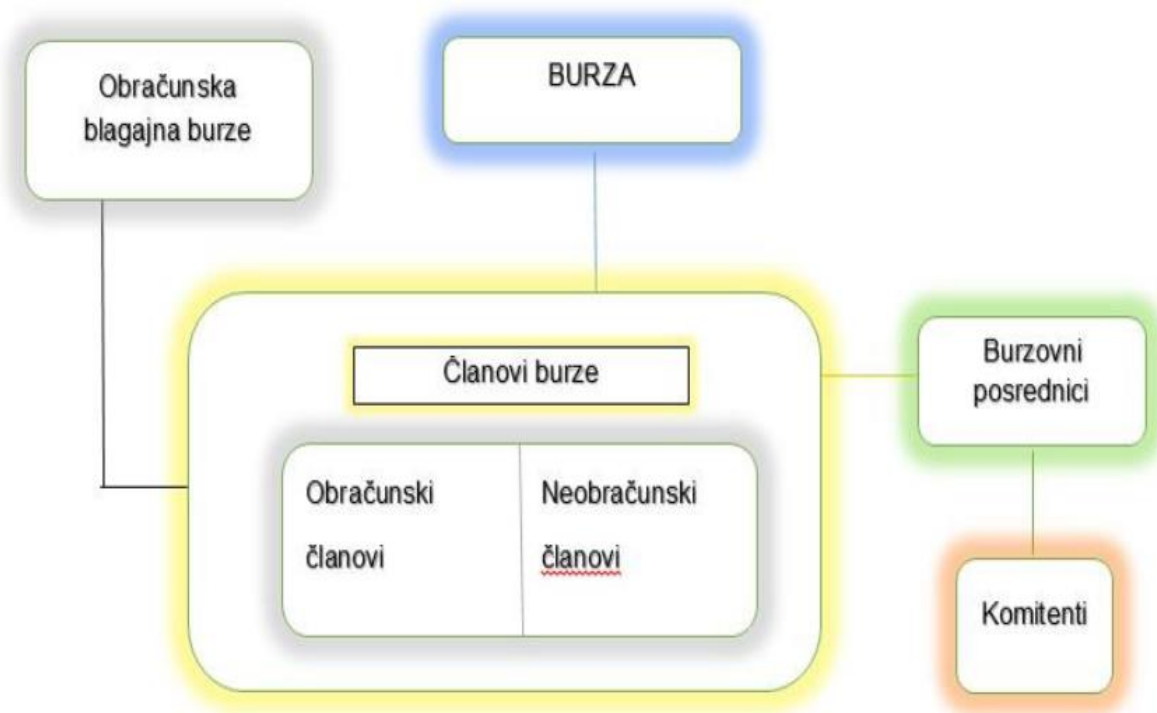 Obračunska
blagajna burze
BURZA
Članovi burze
Obračunski
članovi
Neobračunski
članovi
Burzovni
posrednici
Komitenti